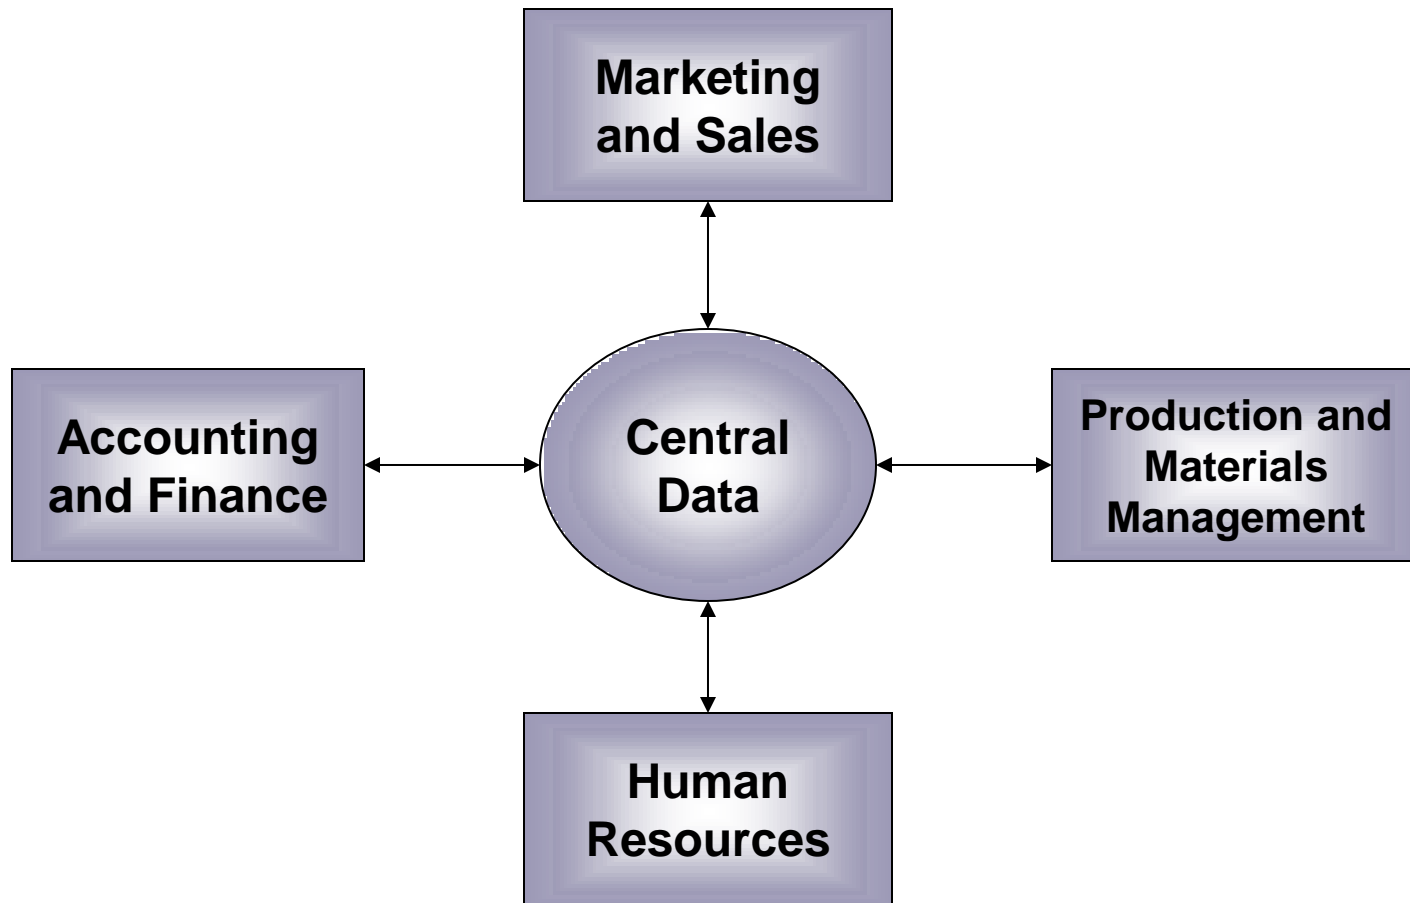 Marketing
and Sales
Accounting
and Finance
Central
Data
Production and
Materials
Management
Human
Resources